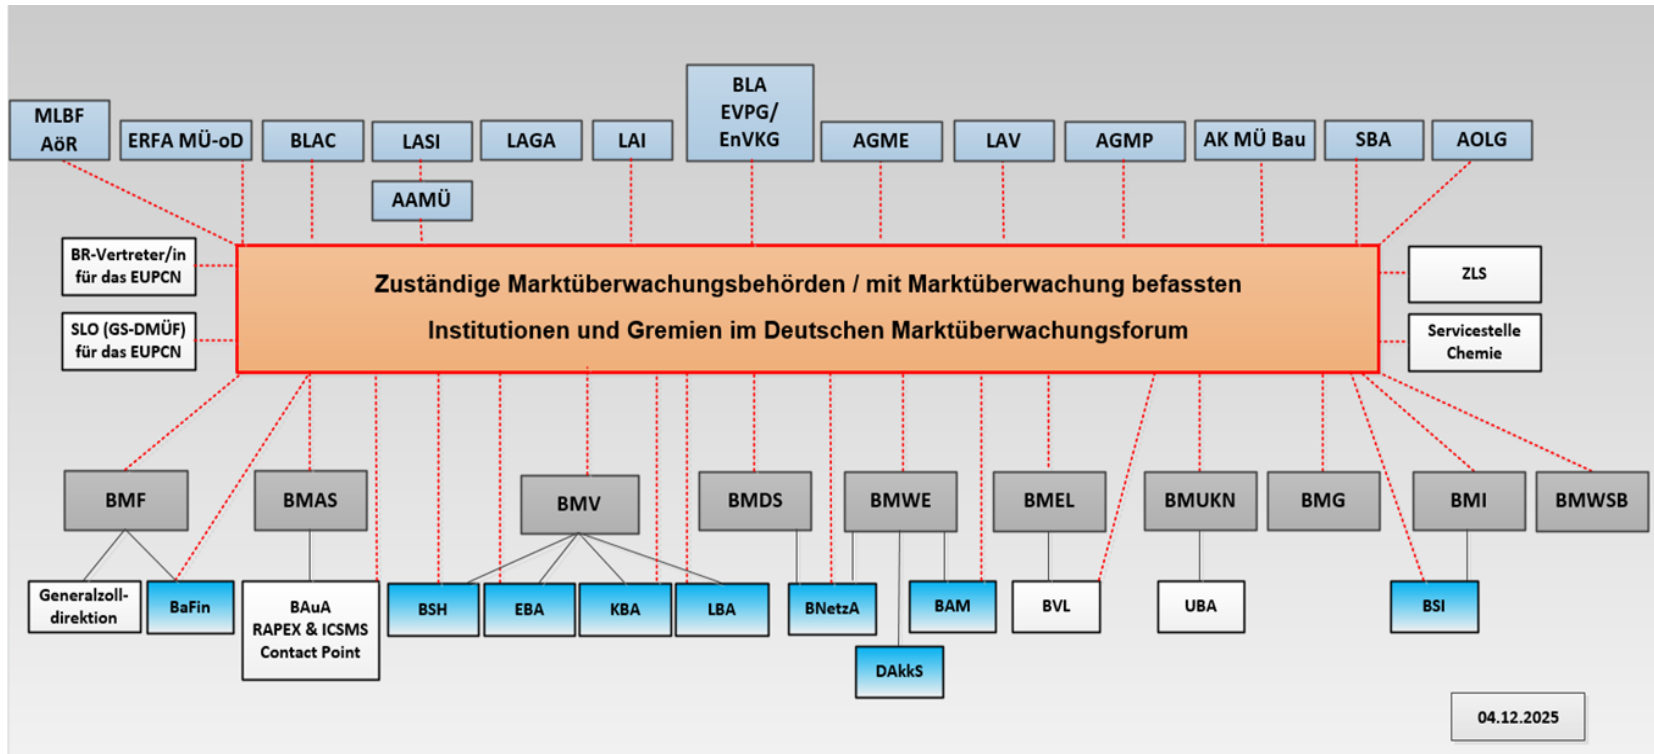 MLBF
AöR
ERFA MÜ-oD
BLAC
LASI
LAGA
LAI
BLA
EVPG/
EnVKG
AGME
LAV
AGMP
AK MÜ Bau
SBA
AOLG
AAMÜ
BR-Vertreter/in
für das EUPCN
SLO (GS-DMÜF)
für das EUPCN
Zuständige Marktüberwachungsbehörden / mit Marktüberwachung befassten
Institutionen und Gremien im Deutschen Marktüberwachungsforum
ZLS
Servicestelle
Chemie
BMF
BMAS
BMV
BMDS
BMWE
BMEL
BMUKN
BMG
BMI
BMWSB
Generalzoll-
direktion
BaFin
BAuA
RAPEX & ICSMS
Contact Point
BSH
EBA
KBA
LBA
BNetzA
BAM
BVL
UBA
BSI
DAkkS
04.12.2025